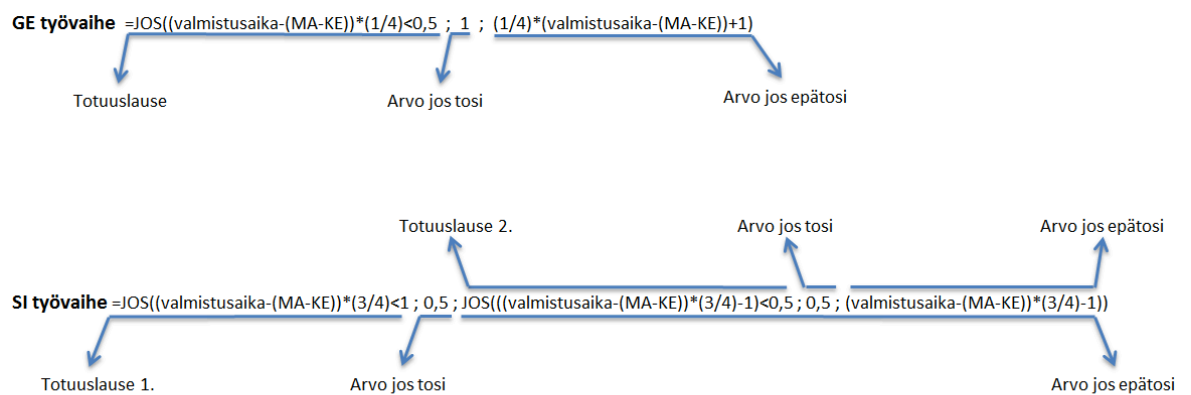 GE työvaihe =JOS((valmistusaika-(MA-KE))*(1/4)<0,5 ; 1 ; (1/4)*(valmistusaika-(MA-KE))+1)
Totuuslause Arvo jos tosi Arvo jos epätosi
Totuuslause 2. Arvo jos tosi Arvo jos epätosi
SI työvaihe =JOS((valmistusaika-(MA-KE))*(3/4)<1 ; 0,5 ; JOS(((valmistusaika-(MA-KE))*(3/4)-1)<0,5 ; 0,5 ; (valmistusaika-(MA-KE))*(3/4)-1))
Totuuslause 1. Arvo jos tosi Arvo jos epätosi